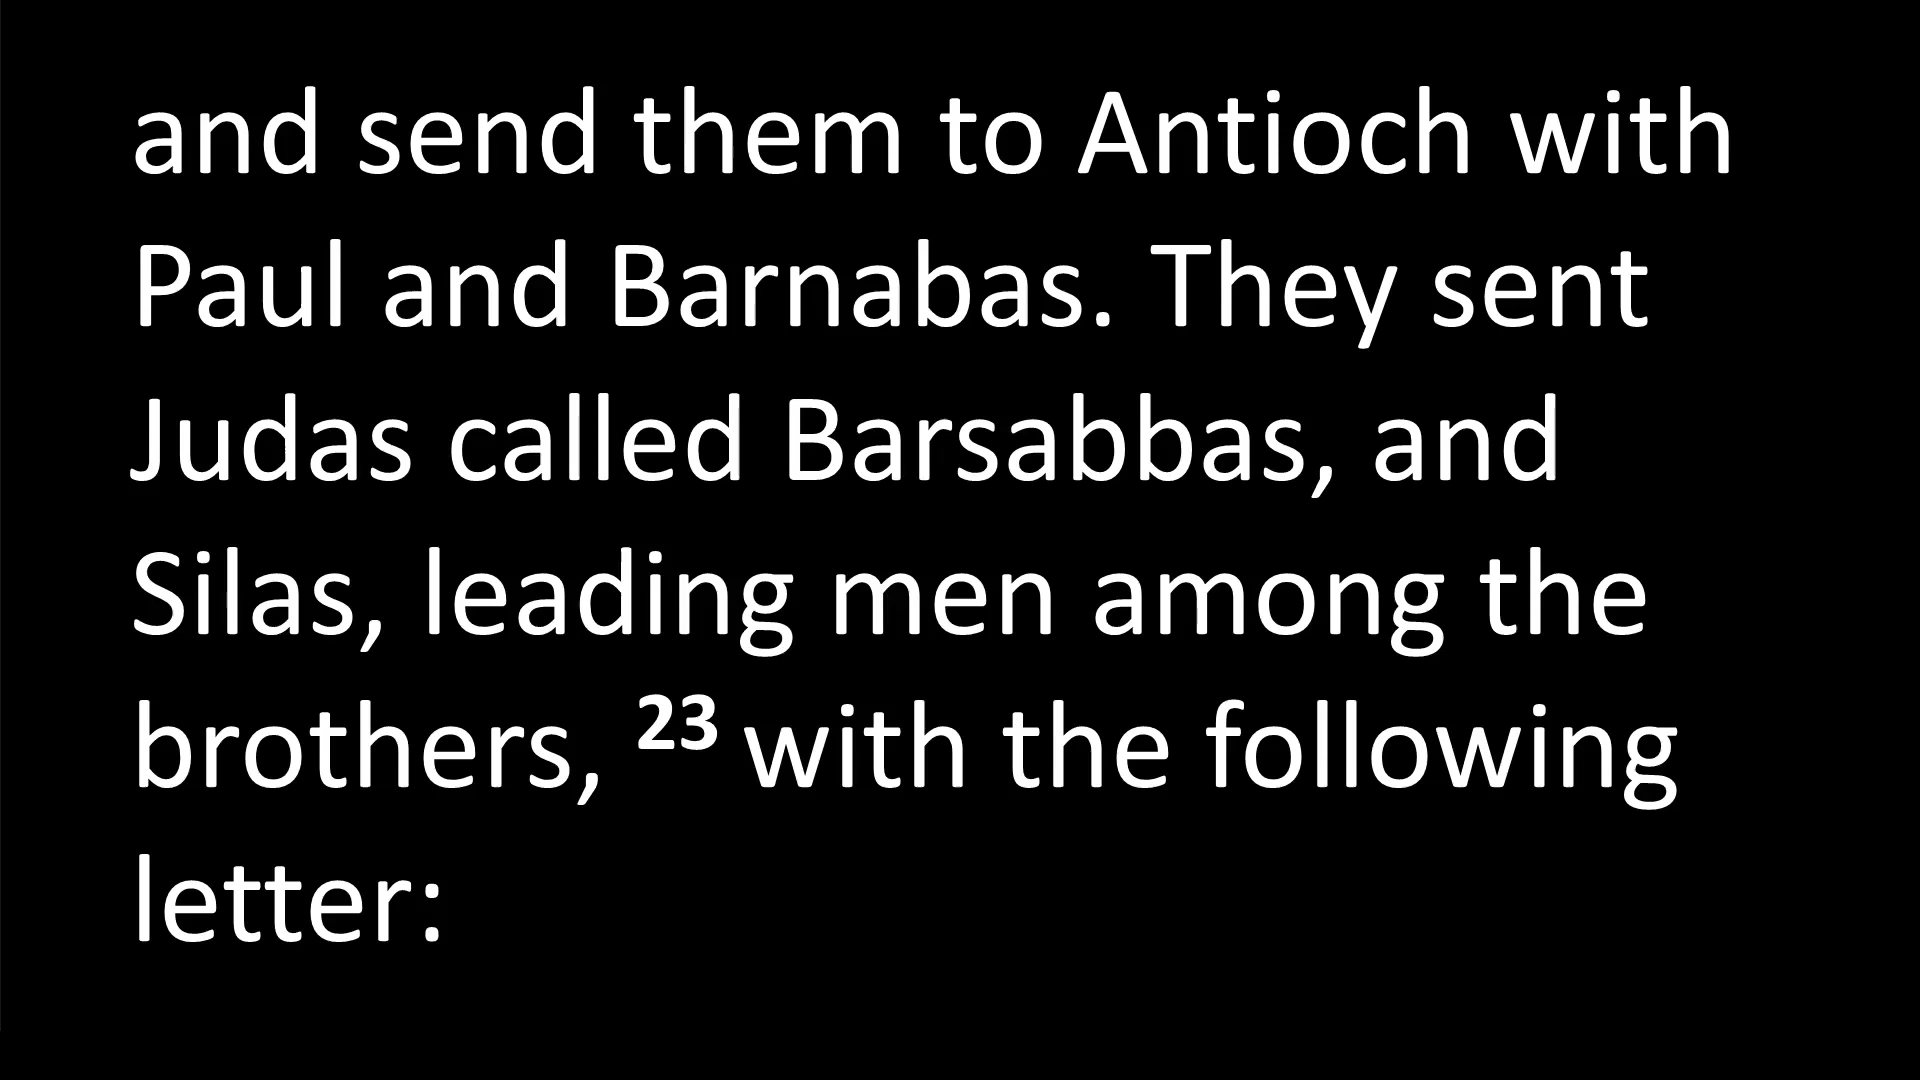 and send them to Antioch with
Paul and Barnabas. They sent
Judas called Barsabbas, and
Silas, leading men among the
brothers, 23 with the following
letter: